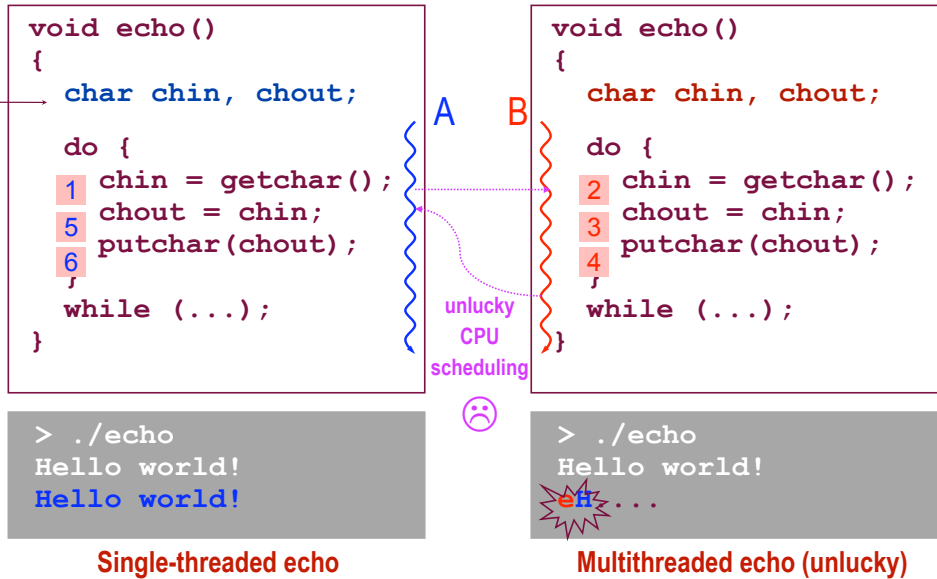 void echo()
{
char chin, chout;
do {
1 chin = getchar();
5 chout = chin;
6 putchar(chout);
}
while (...);
}
A B
void echo()
{
char chin, chout;
do {
2 chin = getchar();
3 chout = chin;
4 putchar(chout);
}
while (...);
}
unlucky
CPU
scheduling
> ./echo
Hello world!
Hello world!
Single-threaded echo
> ./echo
Hello world!
eH....
Multithreaded echo (unlucky)